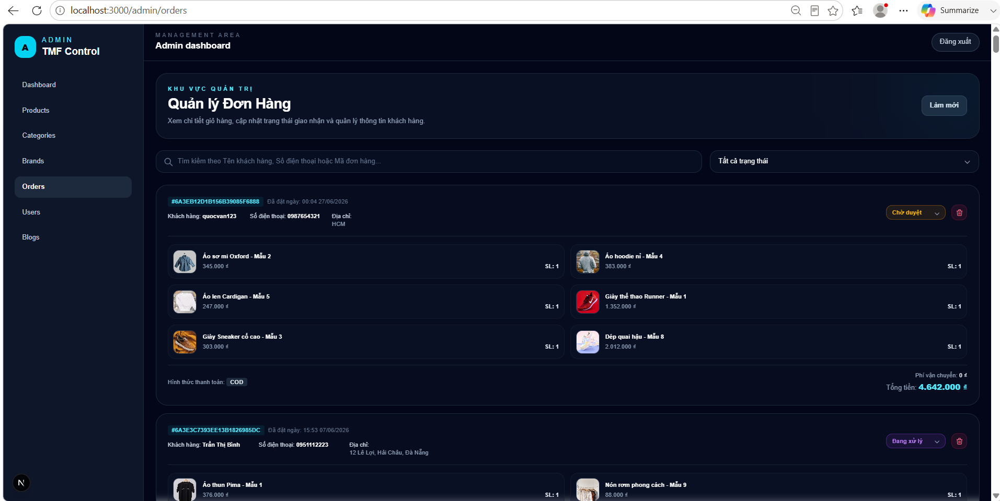 localhost:3000/admin/orders
Summarize
A
ADMIN
TMF Control
Dashboard
Products
Categories
Brands
Orders
Users
Blogs
N
MANAGEMENT AREA
Admin dashboard
Đăng xuất
KHU VỰC QUẢN TRỊ
Quản lý Đơn Hàng
Xem chi tiết giỏ hàng, cập nhật trạng thái giao nhận và quản lý thông tin khách hàng.
Làm mới
Tìm kiếm theo Tên khách hàng, Số điện thoại hoặc Mã đơn hàng...
Tất cả trạng thái
#6A3EB12D1B156B39085F6888 Đã đặt ngày: 00:04 27/06/2026
Khách hàng: quocvan123 Số điện thoại: 0987654321 Địa chỉ:
HCM
Chờ duyệt
Áo sơ mi Oxford - Mẫu 2
345.000 ₫
SL: 1
Áo hoodie nỉ - Mẫu 4
383.000 ₫
SL: 1
Áo len Cardigan - Mẫu 5
247.000 ₫
SL: 1
Giày thể thao Runner - Mẫu 1
1.352.000 ₫
SL: 1
Giày Sneaker cổ cao - Mẫu 3
303.000 ₫
SL: 1
Dép quai hậu - Mẫu 8
2.012.000 ₫
SL: 1
Hình thức thanh toán: COD
Phí vận chuyển: 0 ₫
Tổng tiền: 4.642.000 ₫
#6A3E3C7393EE13B1826985DC Đã đặt ngày: 15:53 07/06/2026
Khách hàng: Trần Thị Bình Số điện thoại: 0951112223 Địa chỉ:
12 Lê Lợi, Hải Châu, Đà Nẵng
Đang xử lý
Áo thun Pima - Mẫu 1
376.000 ₫
SL: 1
Nón rơm phong cách - Mẫu 9
88.000 ₫
SL: 1